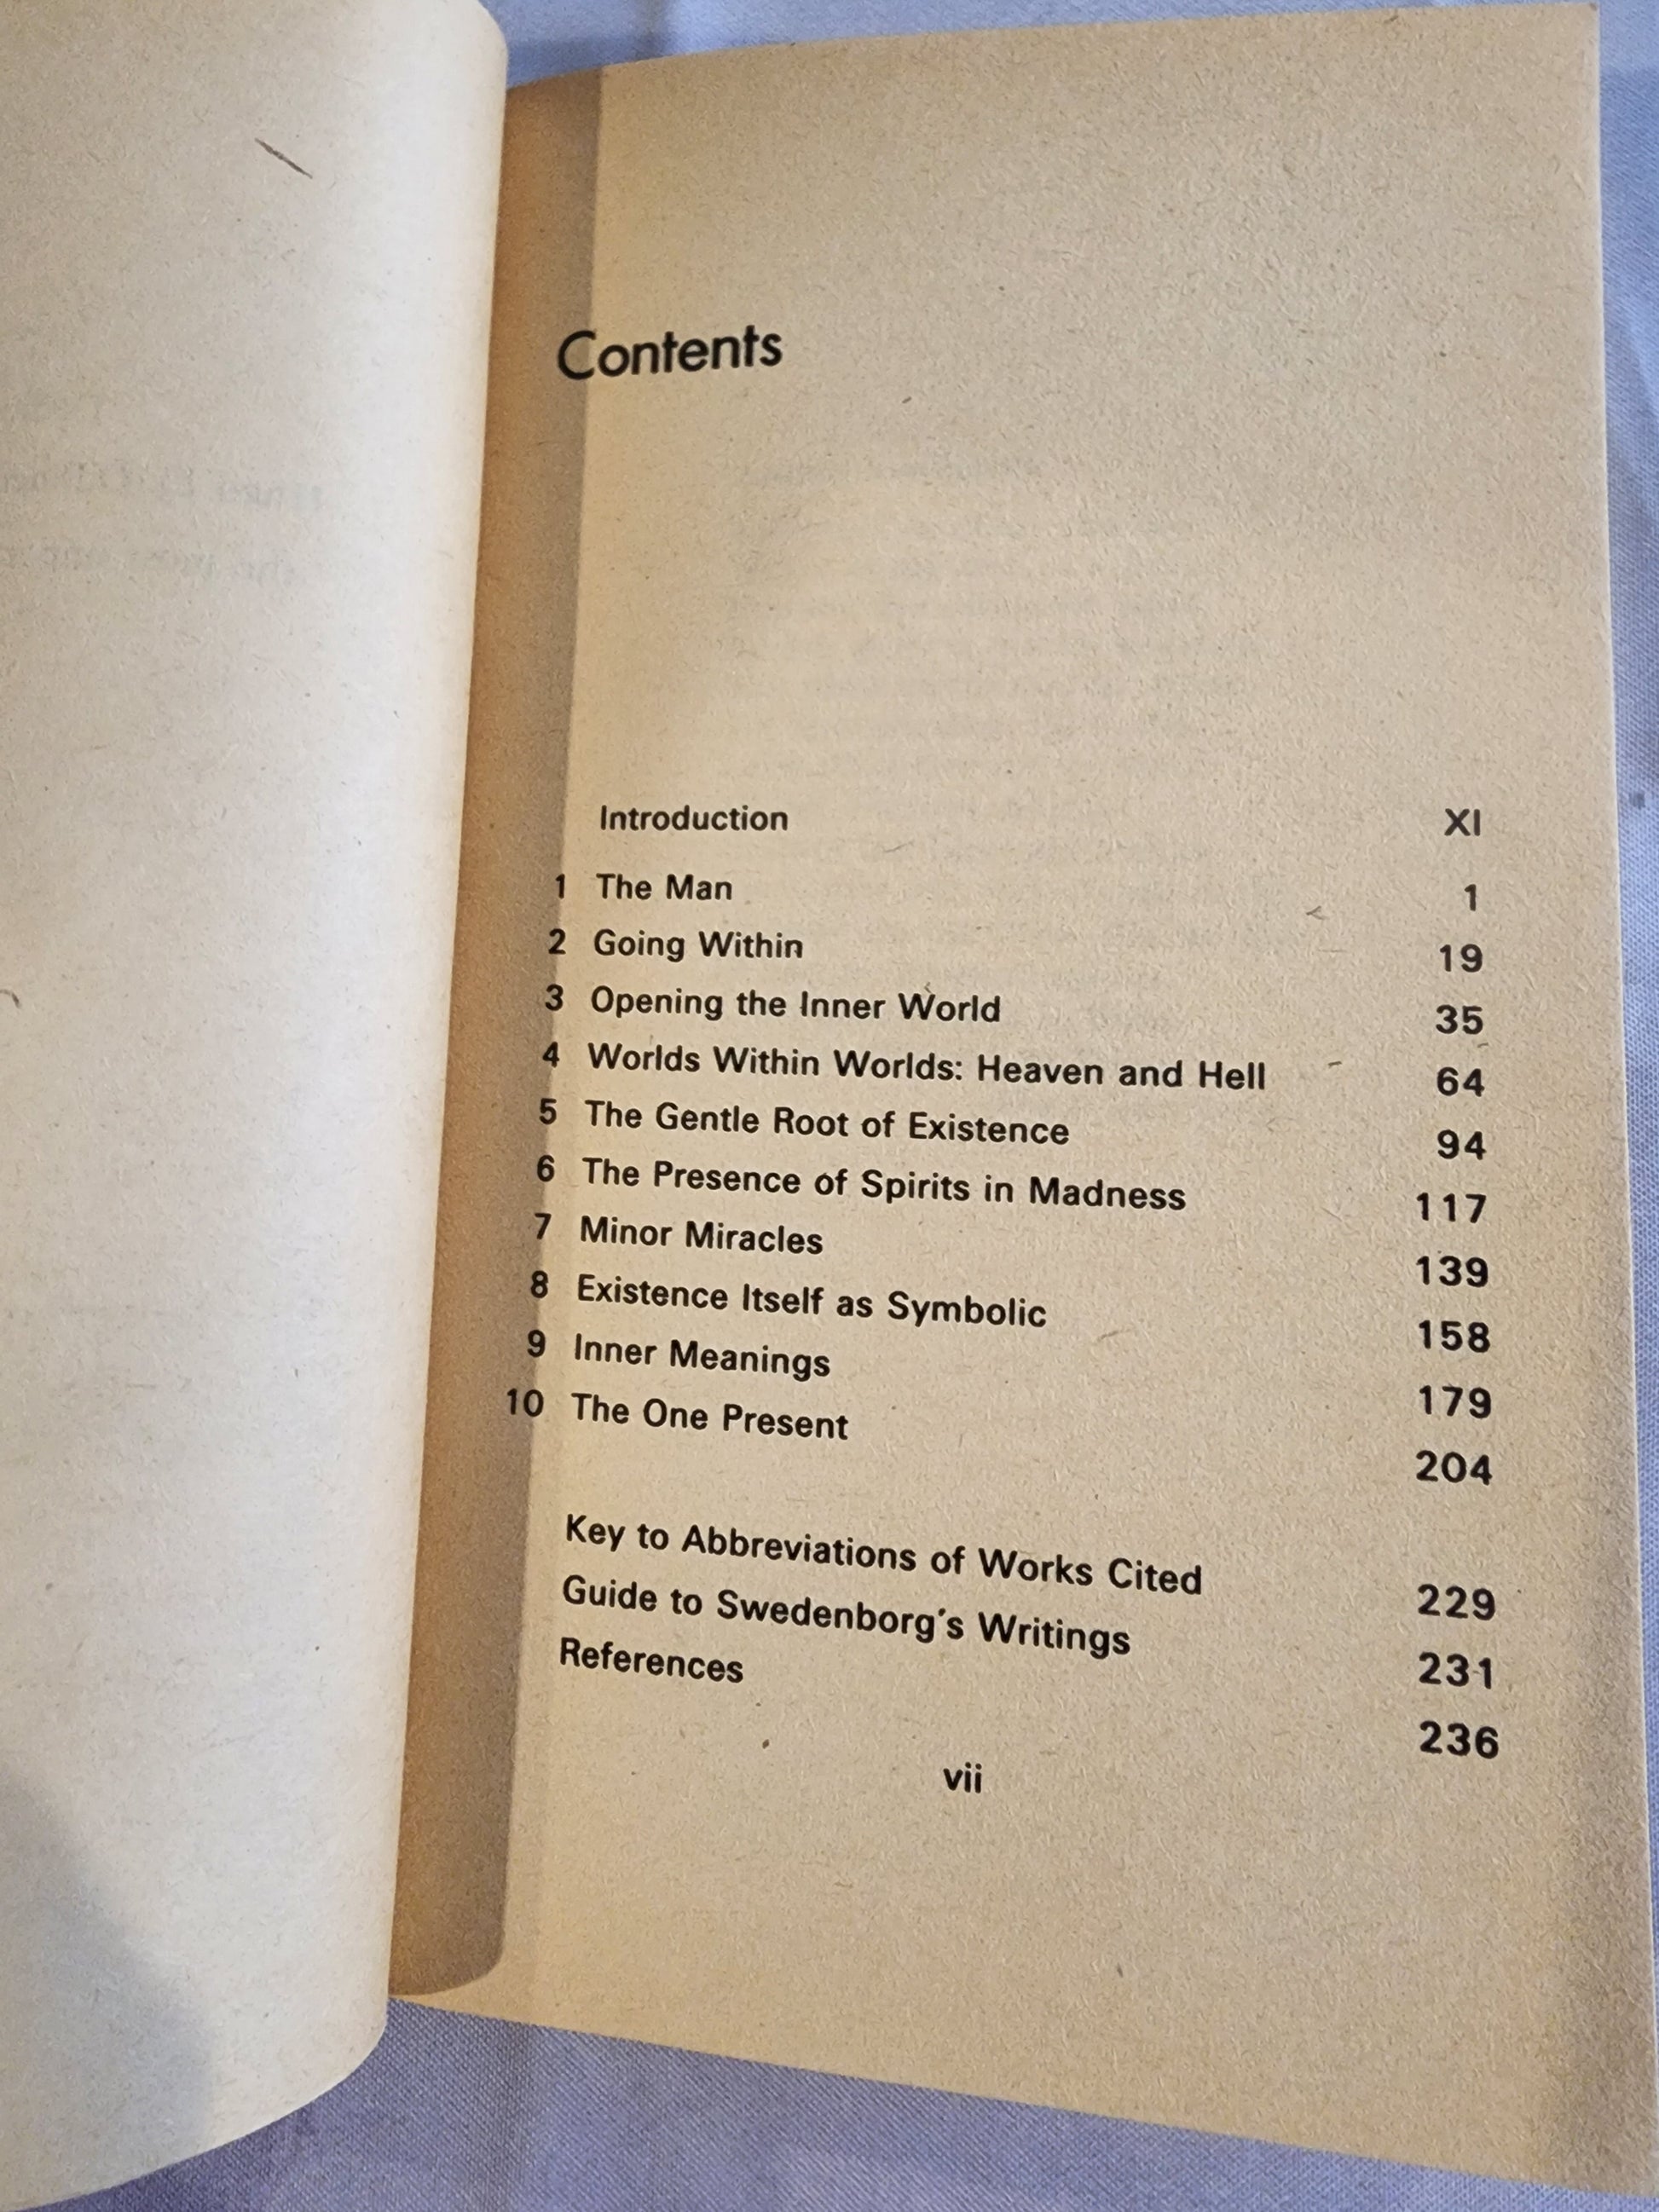 Contents
Introduction XI
1 The Man 1
2 Going Within 19
3 Opening the Inner World 35
4 Worlds Within Worlds: Heaven and Hell 64
5 The Gentle Root of Existence 94
6 The Presence of Spirits in Madness 117
7 Minor Miracles 139
8 Existence Itself as Symbolic 158
9 Inner Meanings 179
10 The One Present 204
Key to Abbreviations of Works Cited 229
Guide to Swedenborg's Writings 231
References 236
vii